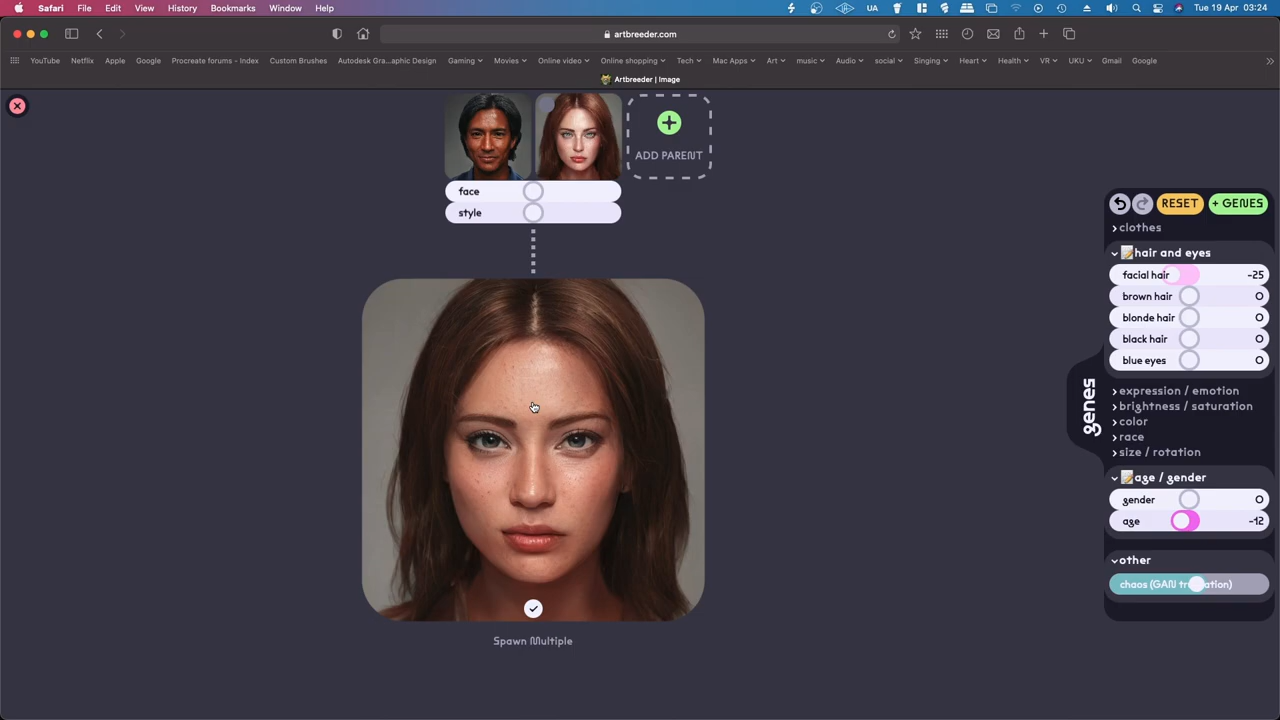 Safari File Edit View History Bookmarks Window Help UA Tue 19 Apr 03:24
artbreeder.com
YouTube Netflix Apple Google Procreate forums - Index Custom Brushes Autodesk Gra...aphic Design Gaming Movies Online video Online shopping Tech Mac Apps Art music Audio social Singing Heart Health VR UKU Gmail Google
Artbreeder | Image
ADD PARENT
face
style
RESET + GENES
clothes
hair and eyes
facial hair -25
brown hair 0
blonde hair 0
black hair 0
blue eyes 0
genes
expression / emotion
brightness / saturation
color
race
size / rotation
age / gender
gender 0
age -12
other
chaos (GAN
Spawn Multiple